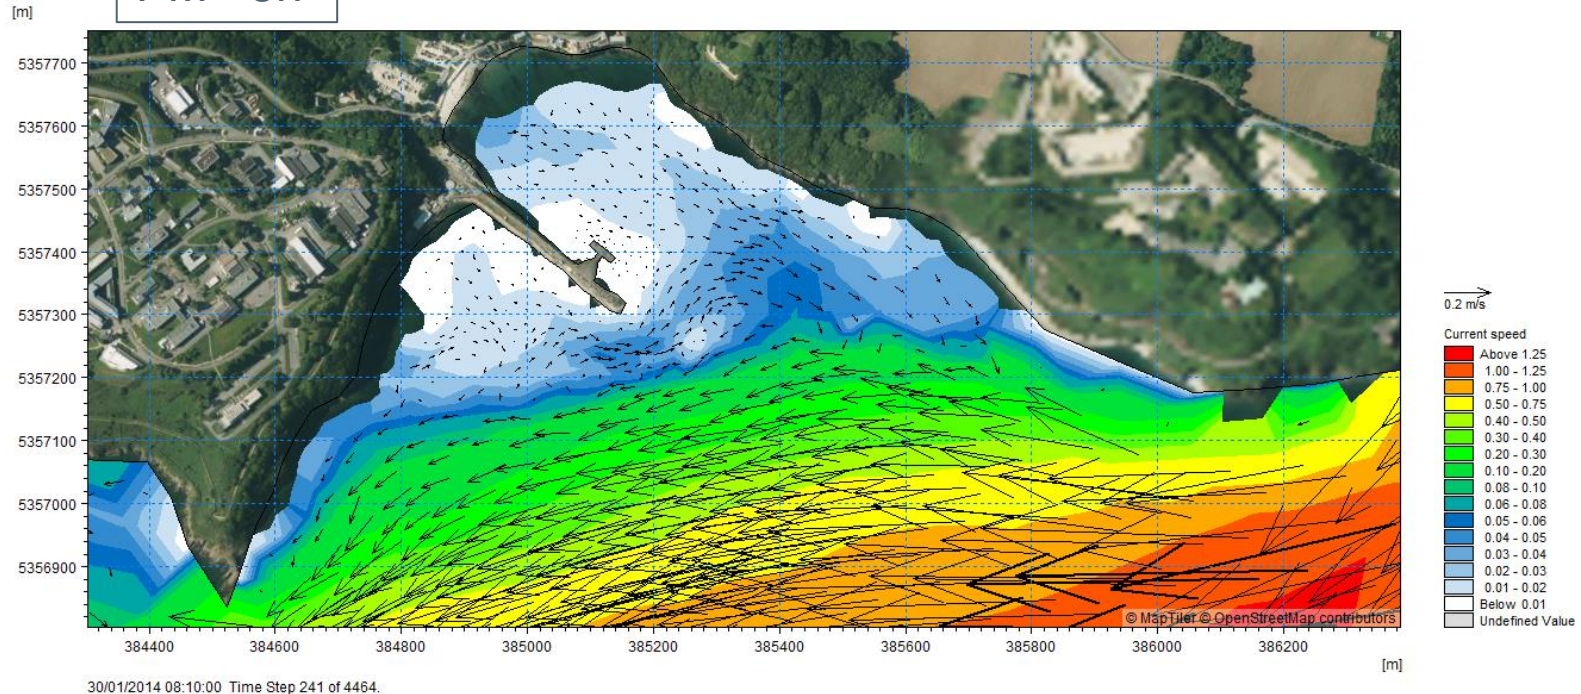 [m]
5357700
5357600
5357500
5357400
5357300
5357200
5357100
5357000
5356900
384400 384600 384800 385000 385200 385400 385600 385800 386000 386200
[m]
© MapTiler © OpenStreetMap contributors
30/01/2014 08:10:00 Time Step 241 of 4464.
0.2 m/s
Current speed
Above 1.25
1.00 - 1.25
0.75 - 1.00
0.50 - 0.75
0.40 - 0.50
0.30 - 0.40
0.20 - 0.30
0.10 - 0.20
0.08 - 0.10
0.06 - 0.08
0.05 - 0.06
0.04 - 0.05
0.03 - 0.04
0.02 - 0.03
0.01 - 0.02
Below 0.01
Undefined Value